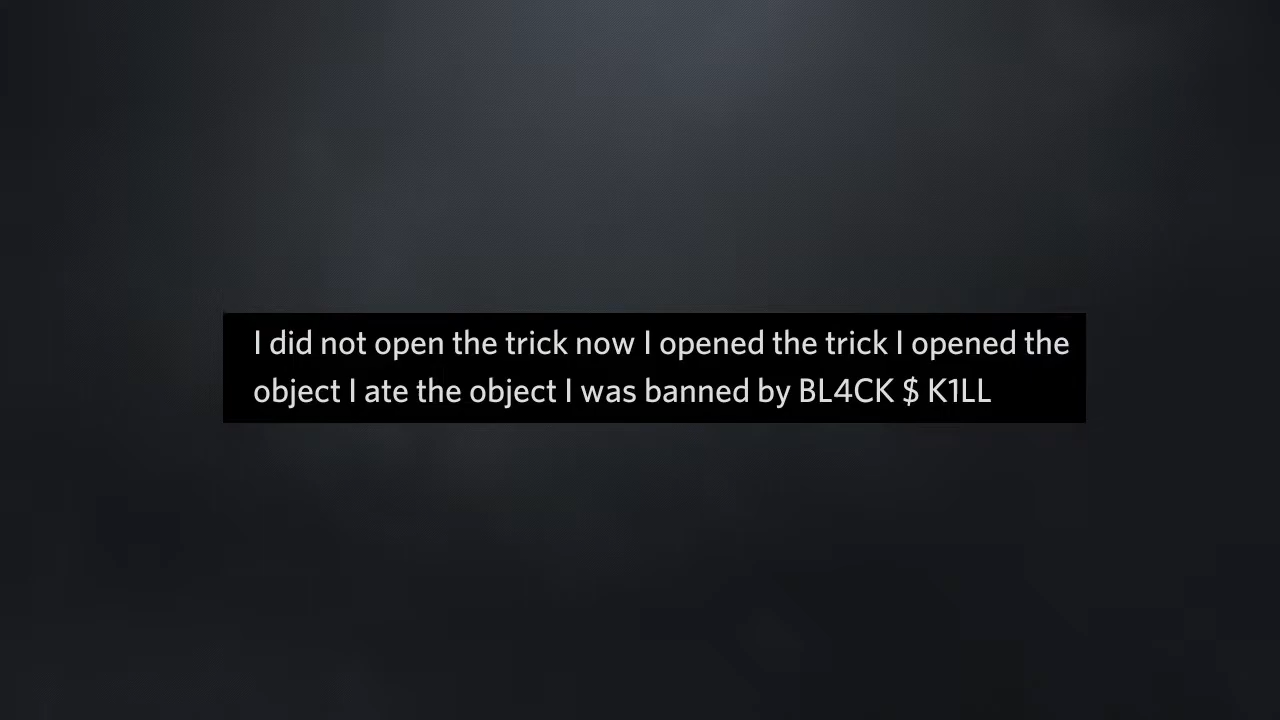 I did not open the trick now I opened the trick I opened the
object I ate the object I was banned by BL4CK $ K1LL